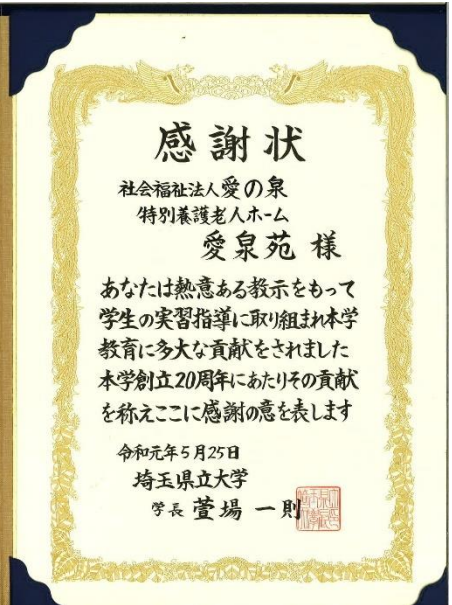 感謝状
社会福祉法人愛の泉
特別養護老人ホーム
愛泉苑 様
あなたは熱意ある教示をもって
学生の実習指導に取り組まれ本学
教育に多大な貢献をされました
本学創立20周年にあたりその貢献
を称えここに感謝の意を表します
令和元年5月25日
埼玉県立大学
学長 萱場 一則